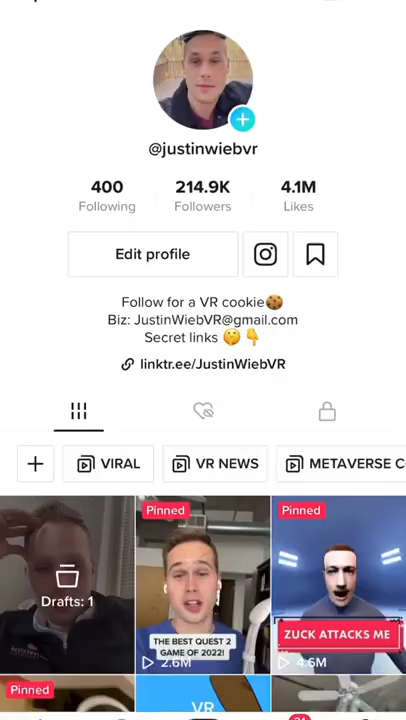 @justinwiebvr
400 214.9K 4.1M
Following Followers Likes
Edit profile
Follow for a VR cookie🍪
Biz: JustinWiebVR@gmail.com
Secret links 🤫👇
linktr.ee/JustinWiebVR
VIRAL VR NEWS METAVERSE C
Pinned Pinned
Drafts: 1
THE BEST QUEST 2
GAME OF 2022!
ZUCK ATTACKS ME
2.6M 4.6M
Pinned
VR